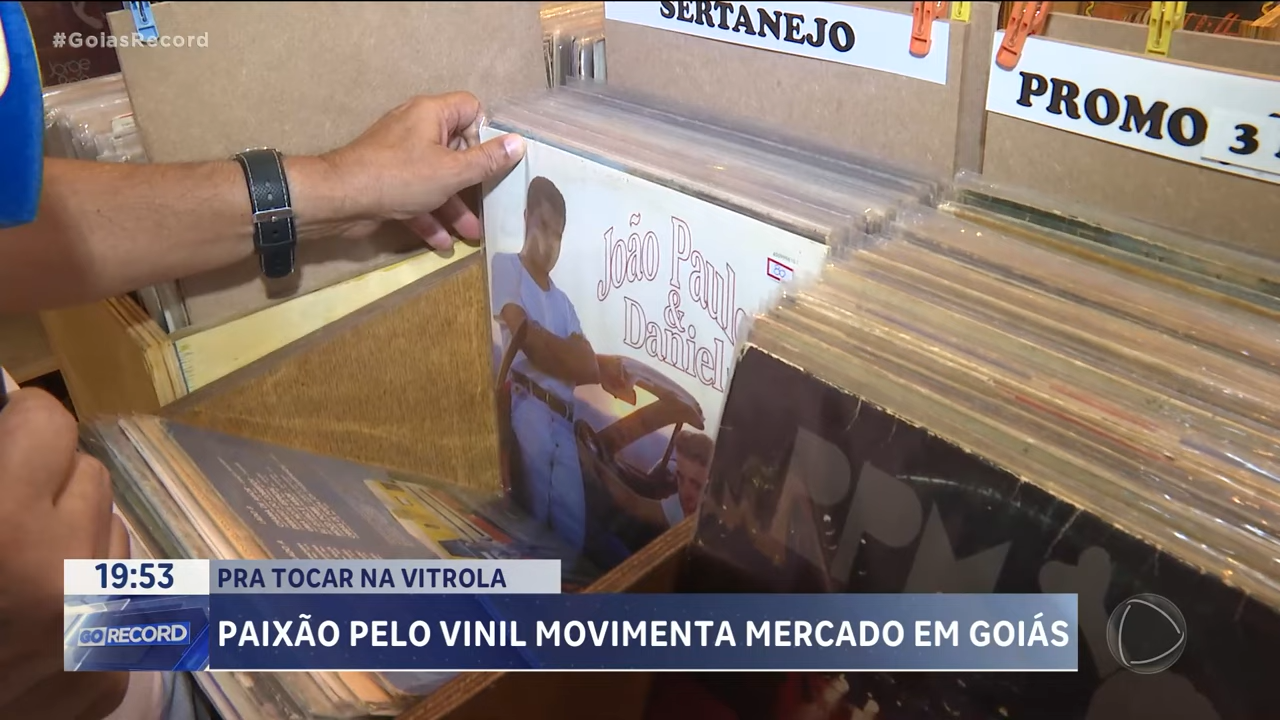 #GoiasRecord
SERTANEJO
PROMO 3
João Paulo
&
Daniel
RPM
19:53
PRA TOCAR NA VITROLA
GO RECORD
PAIXÃO PELO VINIL MOVIMENTA MERCADO EM GOIÁS